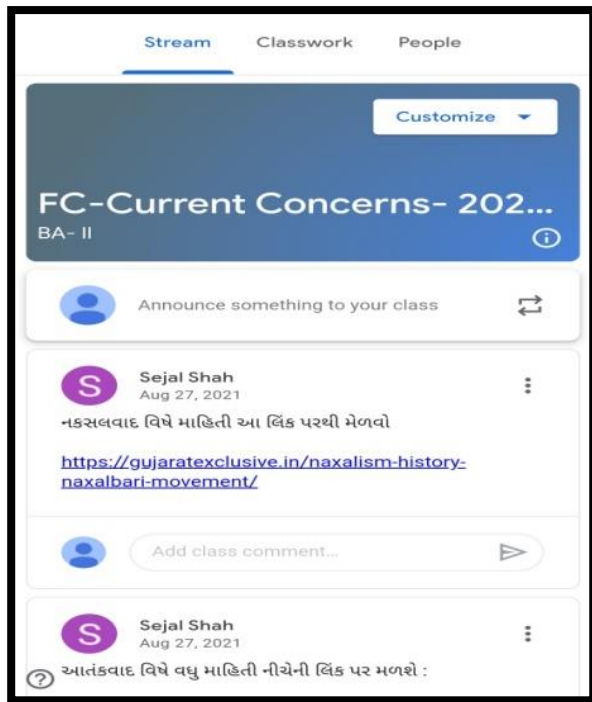 Stream Classwork People
Customize
FC-Current Concerns- 202...
BA- II
Announce something to your class
S
Sejal Shah
Aug 27, 2021
નકસલવાદ વિષે માહિતી આ લિંક પરથી મેળવો
https://gujaratexclusive.in/naxalism-history-
naxalbari-movement/
Add class comment...
S
Sejal Shah
Aug 27, 2021
આતંકવાદ વિષે વધુ માહિતી નીચેની લિંક પર મળશે :